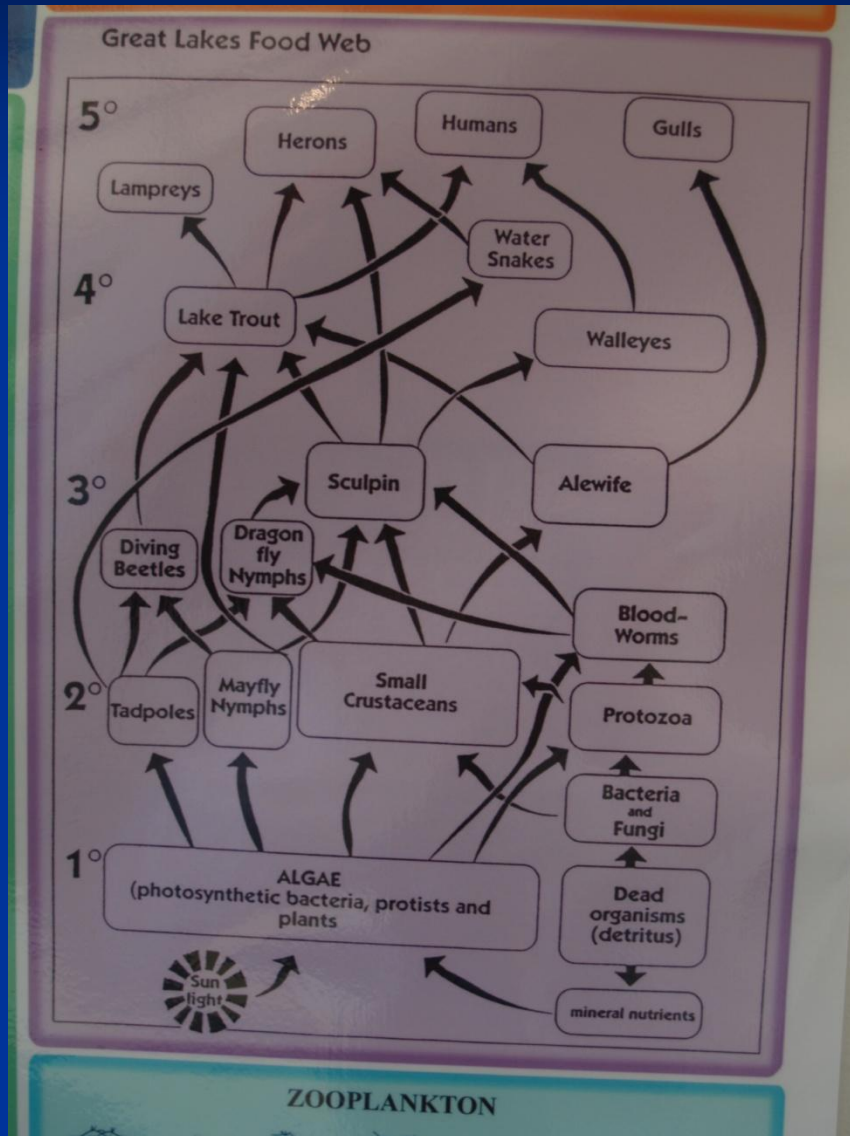 Great Lakes Food Web
5°
Herons
Humans
Gulls
Lampreys
Water
Snakes
4°
Lake Trout
Walleyes
3°
Sculpin
Alewife
Diving
Beetles
Dragon
fly
Nymphs
Blood-
Worms
2°
Tadpoles
Mayfly
Nymphs
Small
Crustaceans
Protozoa
Bacteria
and
Fungi
1°
ALGAE
(photosynthetic bacteria, protists and
plants
Dead
organisms
(detritus)
Sun
light
mineral nutrients
ZOOPLANKTON